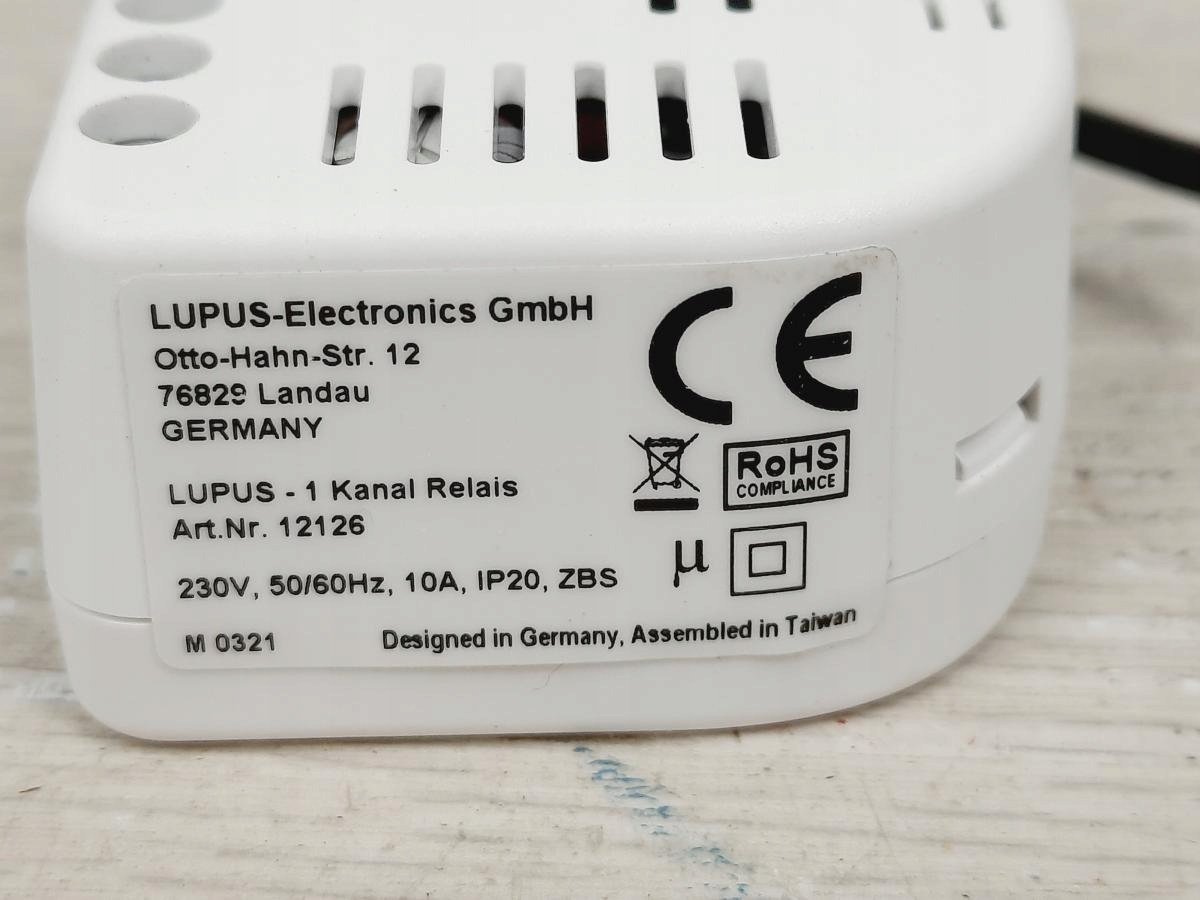 LUPUS-Electronics GmbH
Otto-Hahn-Str. 12
76829 Landau
GERMANY
CE
RoHS
COMPLIANCE
LUPUS - 1 Kanal Relais
Art.Nr. 12126
230V, 50/60Hz, 10A, IP20, ZBS
µ
M 0321
Designed in Germany, Assembled in Taiwan